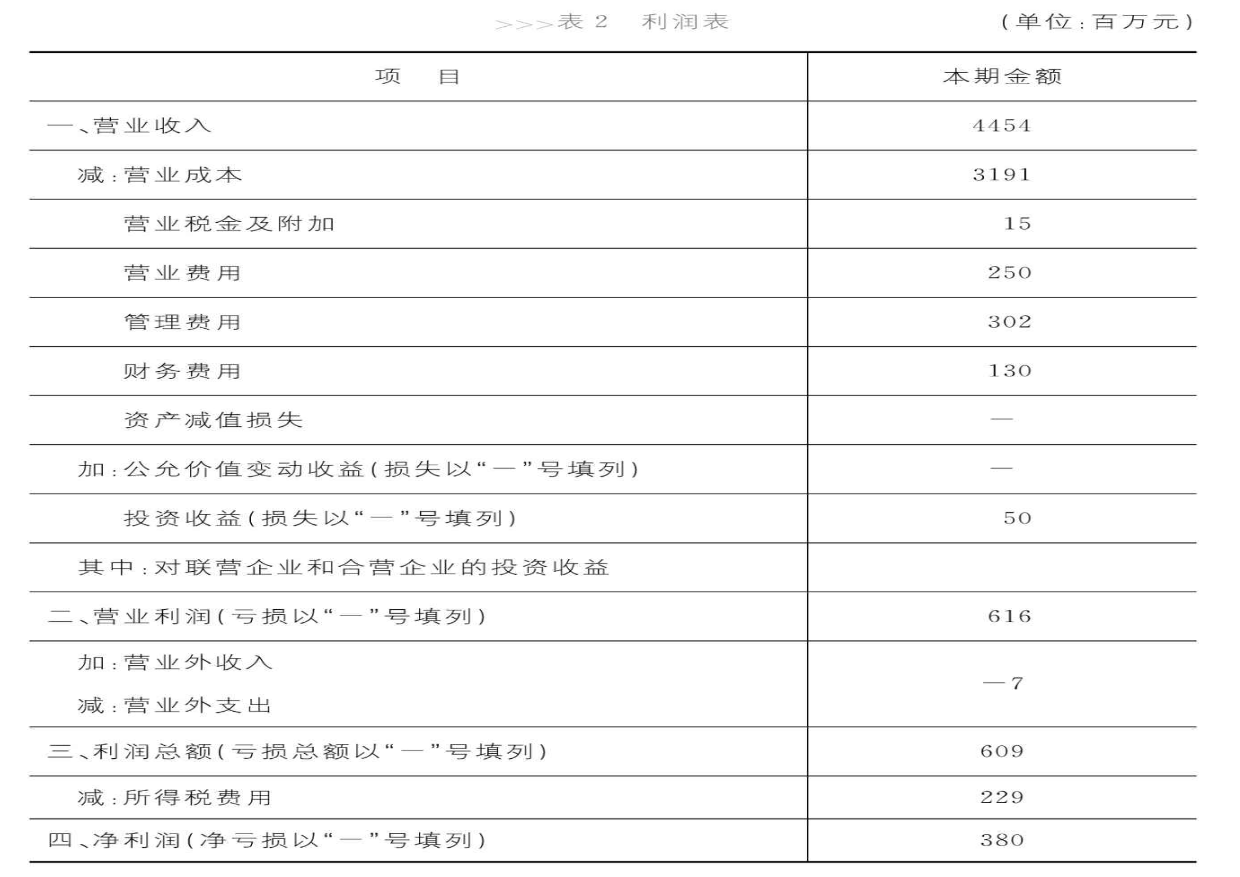 >>>表 2 利润表 (单位:百万元)
项 目 本期金额
一、营业收入 4454
减:营业成本 3191
营业税金及附加 15
营业费用 250
管理费用 302
财务费用 130
资产减值损失 —
加:公允价值变动收益(损失以“—”号填列) —
投资收益(损失以“—”号填列) 50
其中:对联营企业和合营企业的投资收益
二、营业利润(亏损以“—”号填列) 616
加:营业外收入
减:营业外支出
—7
三、利润总额(亏损总额以“—”号填列) 609
减:所得税费用 229
四、净利润(净亏损以“—”号填列) 380